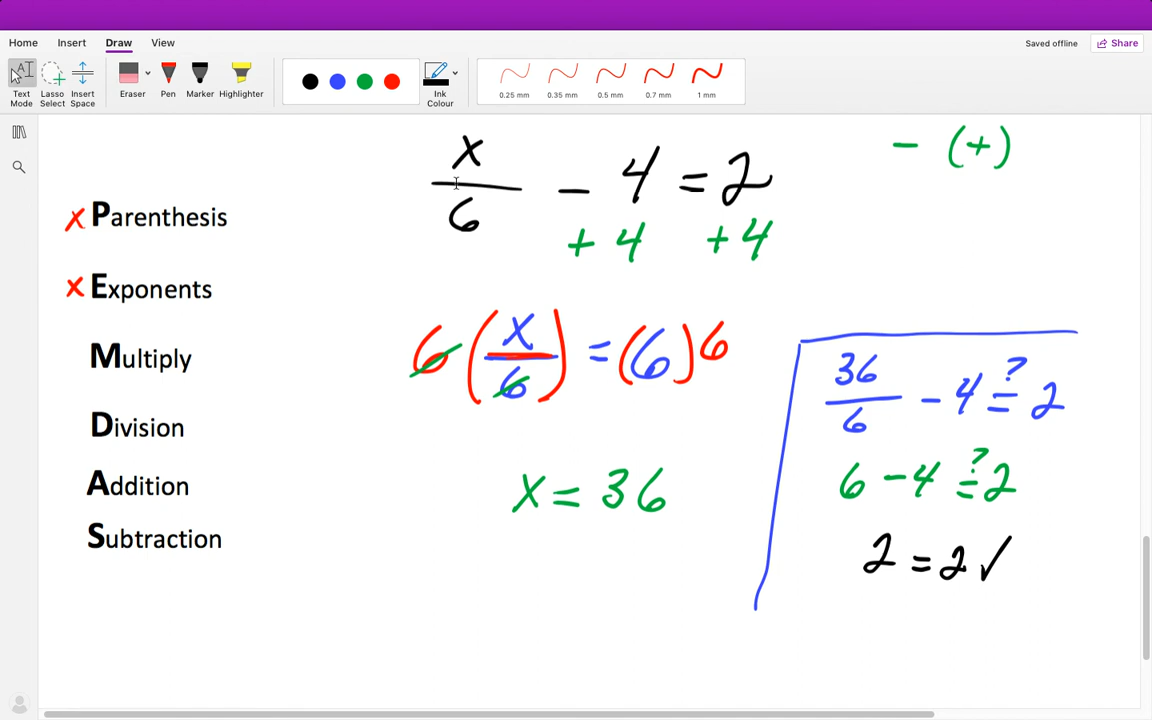 Home Insert Draw View
Saved offline Share
Text Mode Lasso Select Insert Space Eraser Pen Marker Highlighter Ink Colour 0.25 mm 0.35 mm 0.5 mm 0.7 mm 1 mm
x/6 - 4 = 2
+ 4 + 4
- (+)
x Parenthesis
x Exponents
Multiply
Division
Addition
Subtraction
6(x/6) = (6)6
x = 36
36/6 - 4 ?= 2
6 - 4 ?= 2
2 = 2 ✓